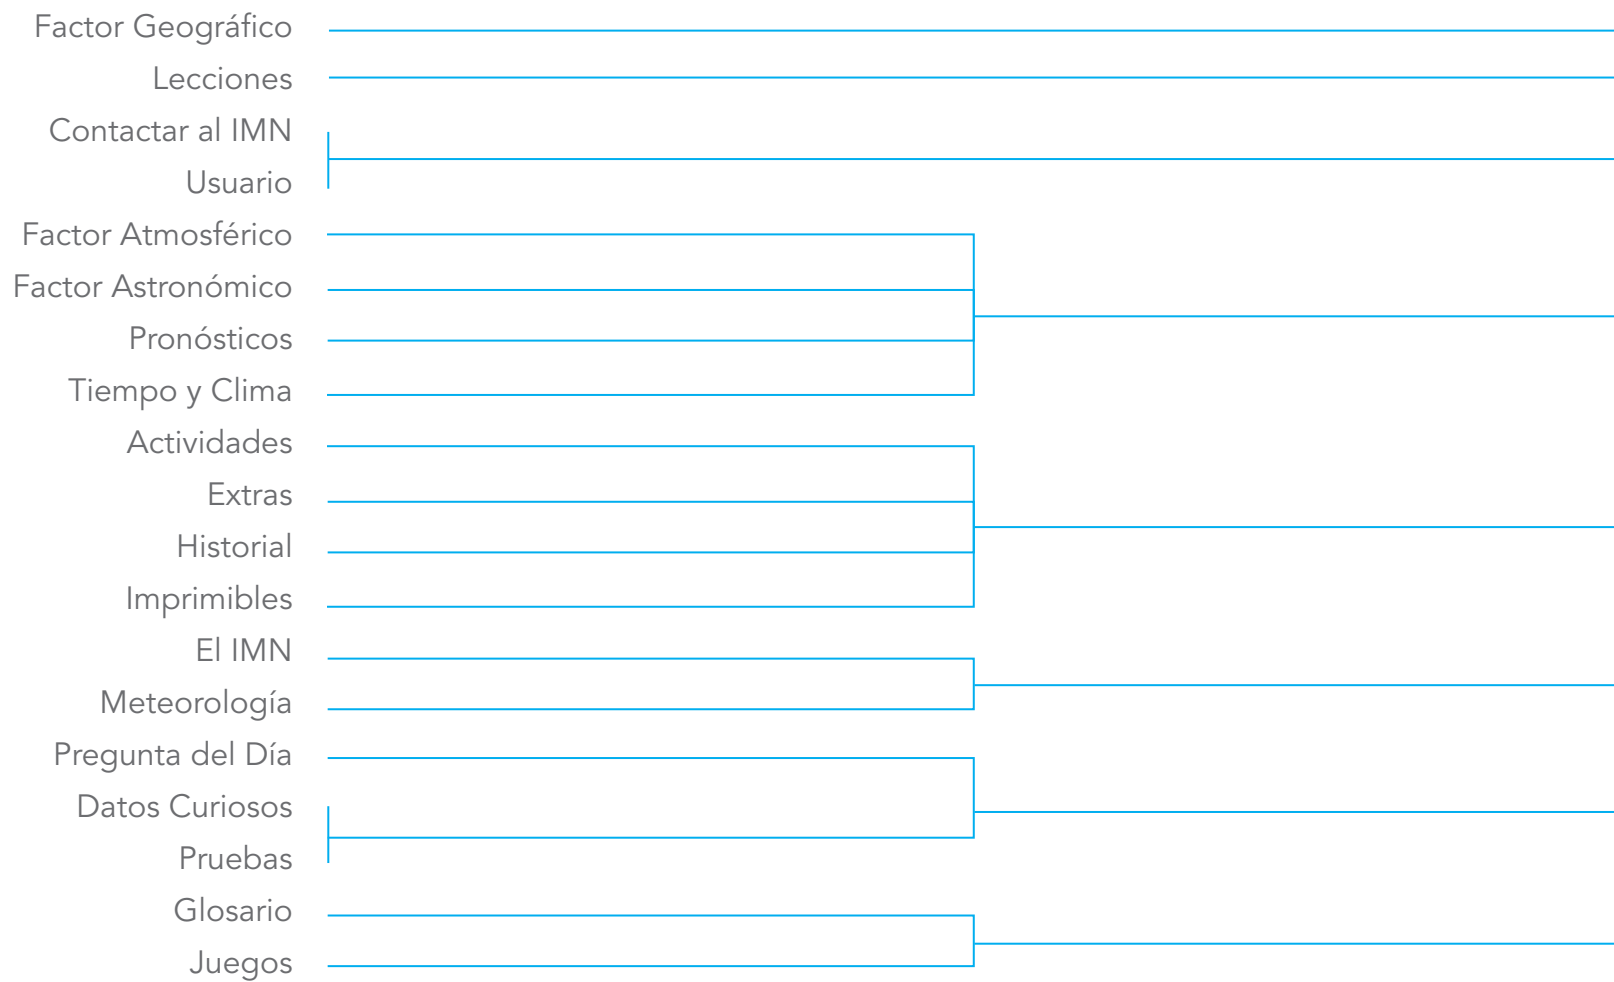 Factor Geográfico
Lecciones
Contactar al IMN
Usuario
Factor Atmosférico
Factor Astronómico
Pronósticos
Tiempo y Clima
Actividades
Extras
Historial
Imprimibles
El IMN
Meteorología
Pregunta del Día
Datos Curiosos
Pruebas
Glosario
Juegos